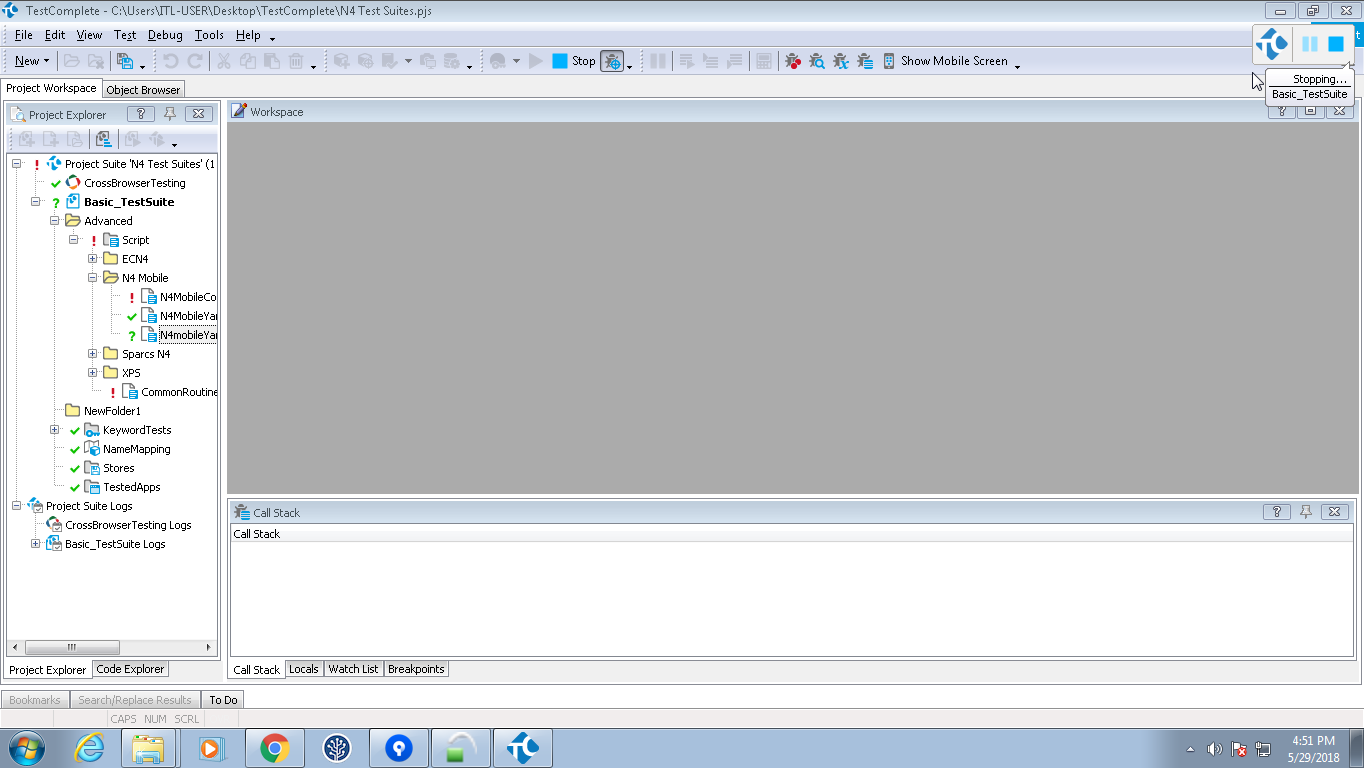 TestComplete - C:\Users\ITL-USER\Desktop\TestComplete\N4 Test Suites.pjs
File Edit View Test Debug Tools Help
New Stop Show Mobile Screen
Stopping...
Basic_TestSuite
Project Workspace Object Browser
Project Explorer
Workspace
Project Suite 'N4 Test Suites' (1
CrossBrowserTesting
Basic_TestSuite
Advanced
Script
ECN4
N4 Mobile
N4MobileCo
N4MobileYar
N4mobileYar
Sparcs N4
XPS
CommonRoutine
NewFolder1
KeywordTests
NameMapping
Stores
TestedApps
Project Suite Logs
CrossBrowserTesting Logs
Basic_TestSuite Logs
Call Stack
Call Stack
Project Explorer Code Explorer
Call Stack Locals Watch List Breakpoints
Bookmarks Search/Replace Results To Do
CAPS NUM SCRL
4:51 PM
5/29/2018